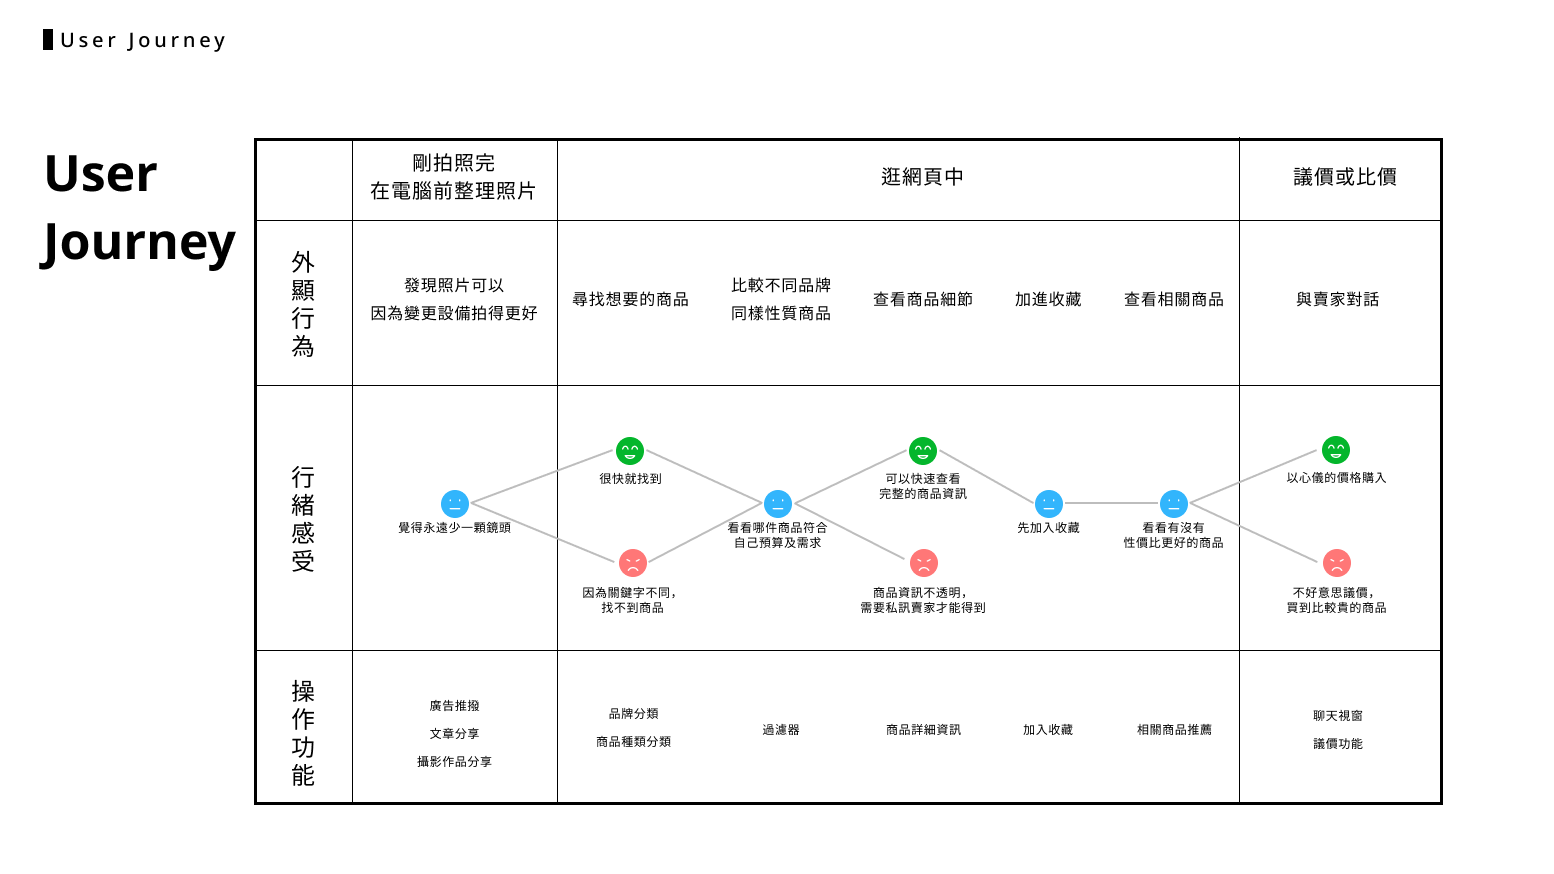 User Journey
User
Journey
剛拍照完
在電腦前整理照片
逛網頁中
議價或比價
外顯行為
發現照片可以
因為變更設備拍得更好
尋找想要的商品
比較不同品牌
同樣性質商品
查看商品細節
加進收藏
查看相關商品
與賣家對話
行緒感受
覺得永遠少一顆鏡頭
很快就找到
因為關鍵字不同，
找不到商品
看看哪件商品符合
自己預算及需求
可以快速查看
完整的商品資訊
商品資訊不透明，
需要私訊賣家才能得到
先加入收藏
看看有沒有
性價比更好的商品
以心儀的價格購入
不好意思議價，
買到比較貴的商品
操作功能
廣告推撥
文章分享
攝影作品分享
品牌分類
商品種類分類
過濾器
商品詳細資訊
加入收藏
相關商品推薦
聊天視窗
議價功能